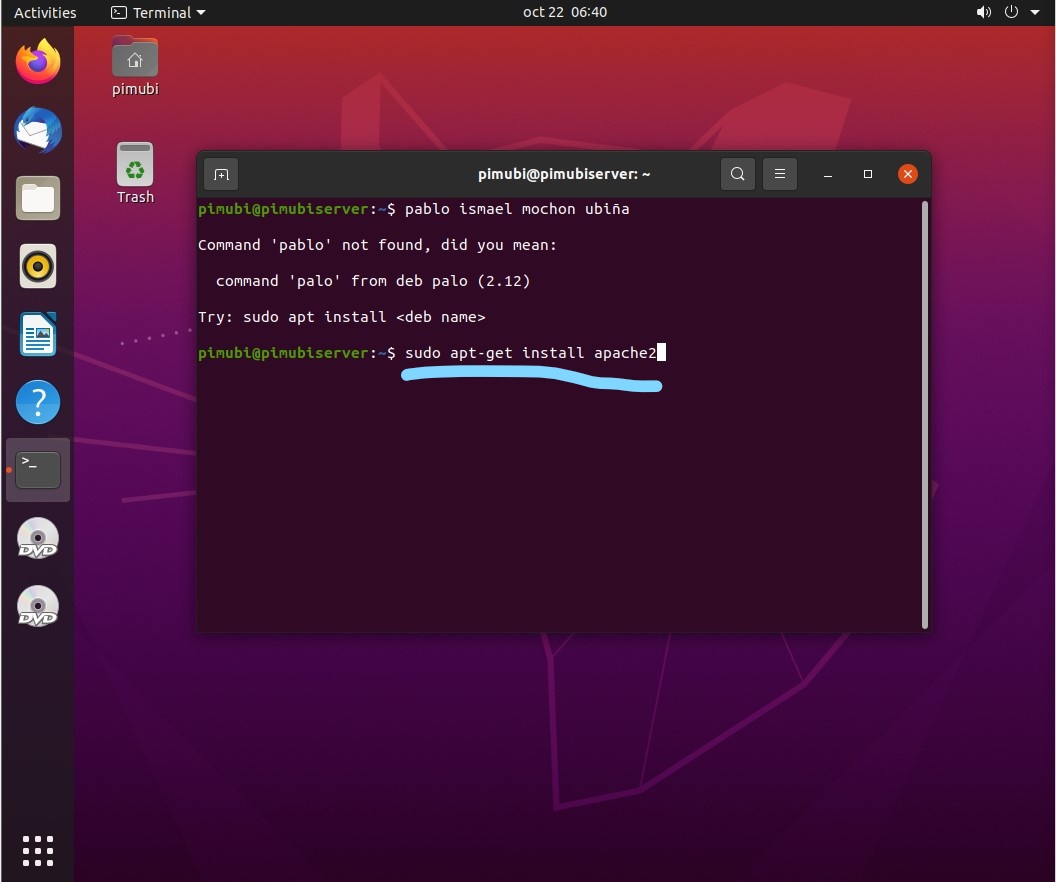 Activities Terminal oct 22 06:40
pimubi
Trash
pimubi@pimubiserver: ~
pimubi@pimubiserver:~$ pablo ismael mochon ubiña
Command 'pablo' not found, did you mean:
command 'palo' from deb palo (2.12)
Try: sudo apt install <deb name>
pimubi@pimubiserver:~$ sudo apt-get install apache2
?
>_
DVD
DVD